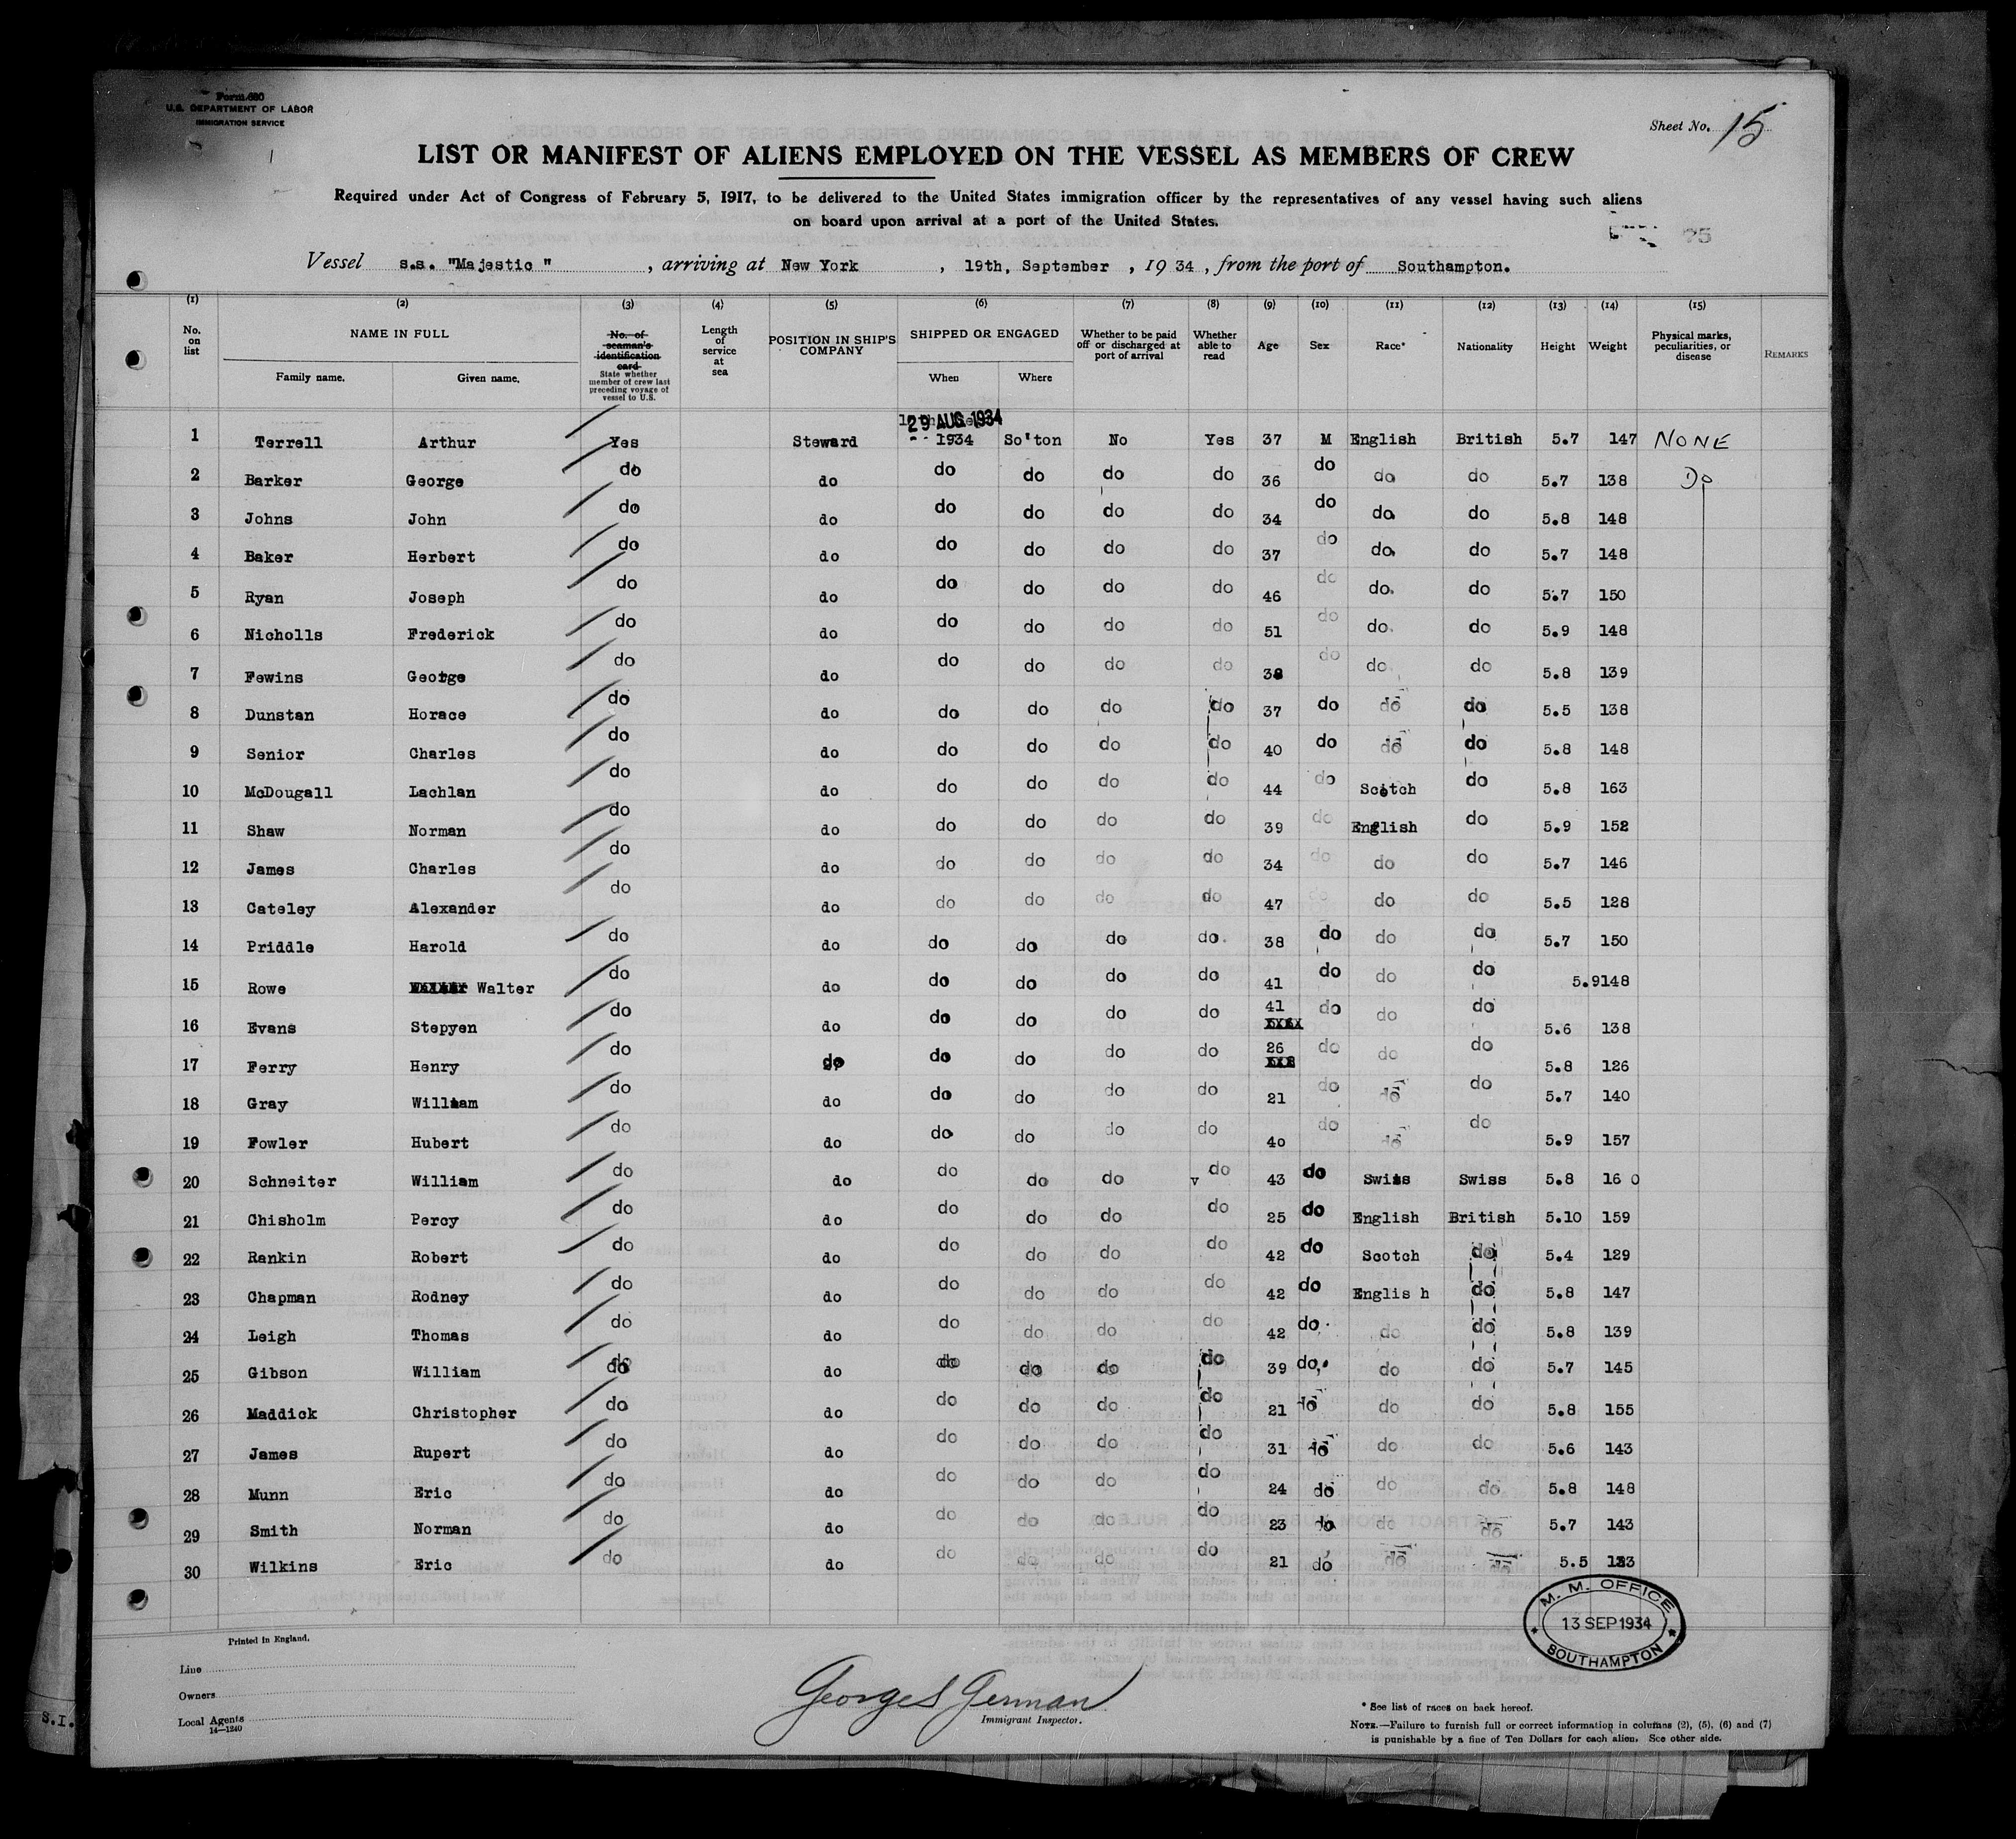 Form 680
U.S. DEPARTMENT OF LABOR
IMMIGRATION SERVICE
Sheet No. 15
LIST OR MANIFEST OF ALIENS EMPLOYED ON THE VESSEL AS MEMBERS OF CREW
Required under Act of Congress of February 5, 1917, to be delivered to the United States immigration officer by the representatives of any vessel having such aliens
on board upon arrival at a port of the United States.
Vessel s.s. "Majestic" , arriving at New York , 19th, September , 1934 , from the port of Southampton.
(1) (2) (3) (4) (5) (6) (7) (8) (9) (10) (11) (12) (13) (14) (15)
No. on list NAME IN FULL Family name. Given name. No. of seaman's identification card State whether member of crew last preceding voyage of vessel to U.S. Length of service at sea POSITION IN SHIP'S COMPANY SHIPPED OR ENGAGED When Where Whether to be paid off or discharged at port of arrival Whether able to read Age Sex Race* Nationality Height Weight Physical marks, peculiarities, or disease REMARKS
29 AUG 1934
1 Terrell Arthur Yes Steward 1934 So'ton No Yes 37 M English British 5.7 147 NONE
2 Barker George do do do do do do 36 do do do 5.7 138 Do
3 Johns John do do do do do do 34 do do do 5.8 148
4 Baker Herbert do do do do do do 37 do do do 5.7 148
5 Ryan Joseph do do do do do do 46 do do do 5.7 150
6 Nicholls Frederick do do do do do do 51 do do do 5.9 148
7 Fewins George do do do do do do 38 do do do 5.8 139
8 Dunstan Horace do do do do do do 37 do do do 5.5 138
9 Senior Charles do do do do do do 40 do do do 5.8 148
10 McDougall Lachlan do do do do do do 44 do Scotch do 5.8 163
11 Shaw Norman do do do do do do 39 do English do 5.9 152
12 James Charles do do do do do do 34 do do do 5.7 146
13 Cateley Alexander do do do do do do 47 do do do 5.5 128
14 Priddle Harold do do do do do do 38 do do do 5.7 150
15 Rowe Walter do do do do do do 41 do do do 5.9 148
16 Evans Stepyen do do do do do do 41 do do do 5.6 138
17 Ferry Henry do do do do do do 26 do do do 5.8 126
18 Gray William do do do do do do 21 do do do 5.7 140
19 Fowler Hubert do do do do do do 40 do do do 5.9 157
20 Schneiter William do do do do do v do 43 do Swiss Swiss 5.8 16 0
21 Chisholm Percy do do do do do do 25 do English British 5.10 159
22 Rankin Robert do do do do do do 42 do Scotch do 5.4 129
23 Chapman Rodney do do do do do do 42 do Englis h do 5.8 147
24 Leigh Thomas do do do do do do 42 do do do 5.8 139
25 Gibson William do do do do do do 39 do do do 5.7 145
26 Maddick Christopher do do do do do do 21 do do do 5.8 155
27 James Rupert do do do do do do 31 do do do 5.6 143
28 Munn Eric do do do do do do 24 do do do 5.8 148
29 Smith Norman do do do do do do 23 do do do 5.7 143
30 Wilkins Eric do do do do do do 21 do do do 5.5
M. M. OFFICE
13 SEP 1934
SOUTHAMPTON
Printed in England.
Line
Owners
Local Agents
14—1240
George S German
Immigrant Inspector.
* See list of races on back hereof.
NOTE.—Failure to furnish full or correct information in columns (2), (5), (6) and (7)
is punishable by a fine of Ten Dollars for each alien. See other side.
S.I.